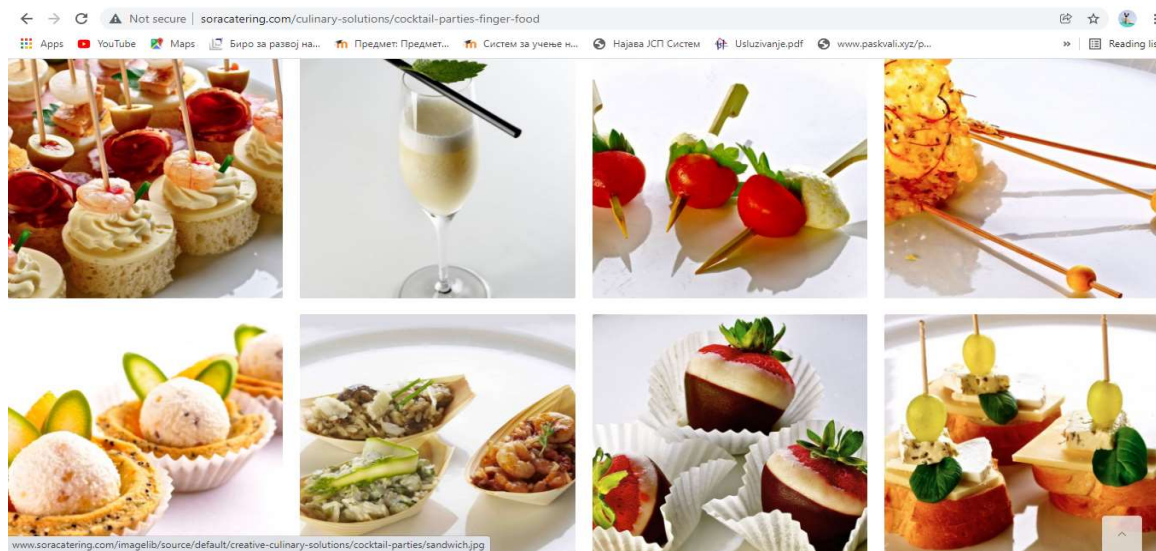 Not secure | soracatering.com/culinary-solutions/cocktail-parties-finger-food
Apps YouTube Maps Биро за развој на... Предмет: Предмет... Систем за учење н... Најава ЈСП Систем Usluzivanje.pdf www.paskvali.xyz/p... » Reading lis
www.soracatering.com/imagelib/source/default/creative-culinary-solutions/cocktail-parties/sandwich.jpg